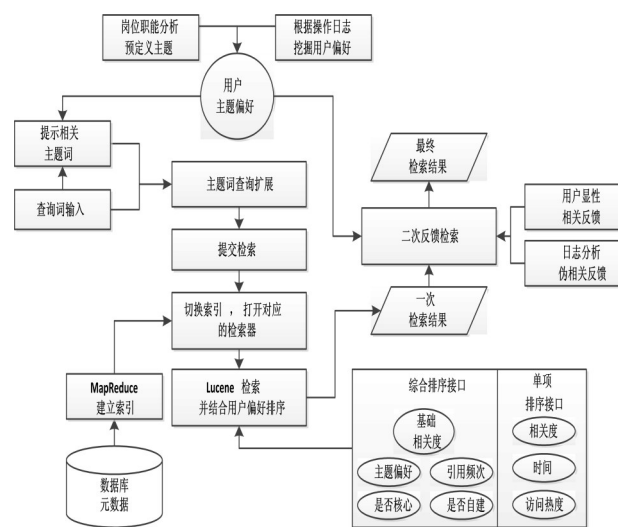 岗位职能分析
预定义主题
根据操作日志
挖掘用户偏好
用户
主题偏好
提示相关
主题词
查询词输入
主题词查询扩展
提交检索
切换索引 ， 打开对应
的检索器
MapReduce
建立索引
Lucene 检索
并结合用户偏好排序
数据库
元数据
最终
检索结果
二次反馈检索
用户显性
相关反馈
日志分析
伪相关反馈
一次
检索结果
综合排序接口
基础
相关度
主题偏好
引用频次
是否核心
是否自建
单项
排序接口
相关度
时间
访问热度